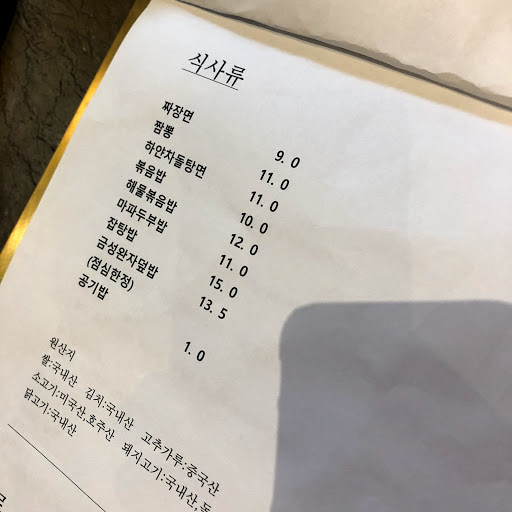 식사류
짜장면 9. 0
짬뽕 11. 0
하얀차돌탕면 11. 0
볶음밥 10. 0
해물볶음밥 12. 0
마파두부밥 11. 0
잡탕밥 15. 0
금성완자덮밥 13. 5
(점심한정)
공기밥 1. 0
원산지
쌀:국내산 김치:국내산 고추가루:중국산
소고기:미국산,호주산 돼지고기:국내산,
닭고기:국내산